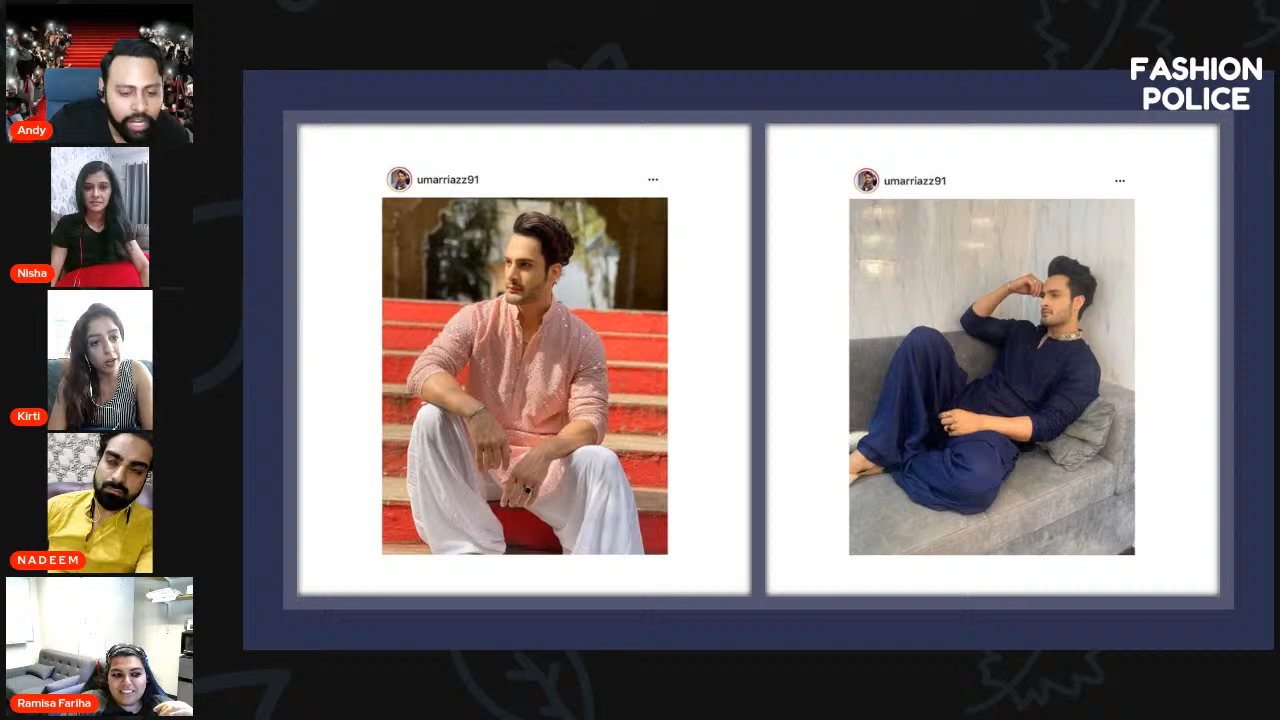 FASHION
POLICE
Andy
Nisha
Kirti
NADEEM
Ramisa Fariha
umarriazz91
umarriazz91